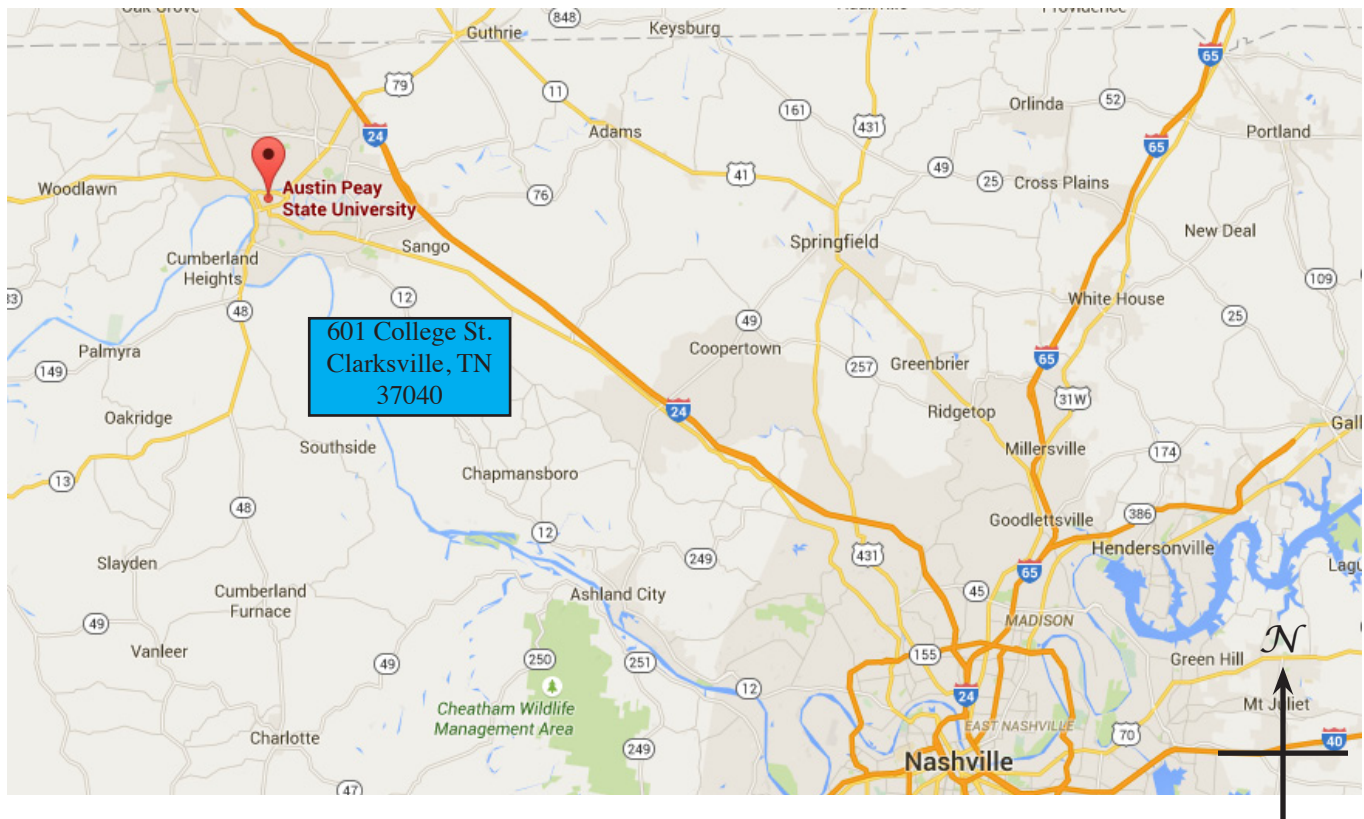 Oak Grove
848
Guthrie
Keysburg
Providence
65
79
11
161
Orlinda
52
24
Adams
431
Portland
65
Woodlawn
Austin Peay
State University
76
41
49
25
Cross Plains
Sango
Springfield
New Deal
Cumberland
Heights
12
109
48
White House
49
25
601 College St.
Clarksville, TN
37040
Palmyra
149
Coopertown
257
Greenbrier
65
31W
Oakridge
24
Ridgetop
Gall
Southside
Millersville
174
13
Chapmansboro
48
12
Goodlettsville
386
Slayden
249
431
65
Hendersonville
Lagu
Cumberland
Furnace
Ashland City
45
49
MADISON
N
Vanleer
49
250
251
155
Green Hill
12
24
Cheatham Wildlife
Management Area
Mt Juliet
EAST NASHVILLE
Charlotte
249
70
40
Nashville
47